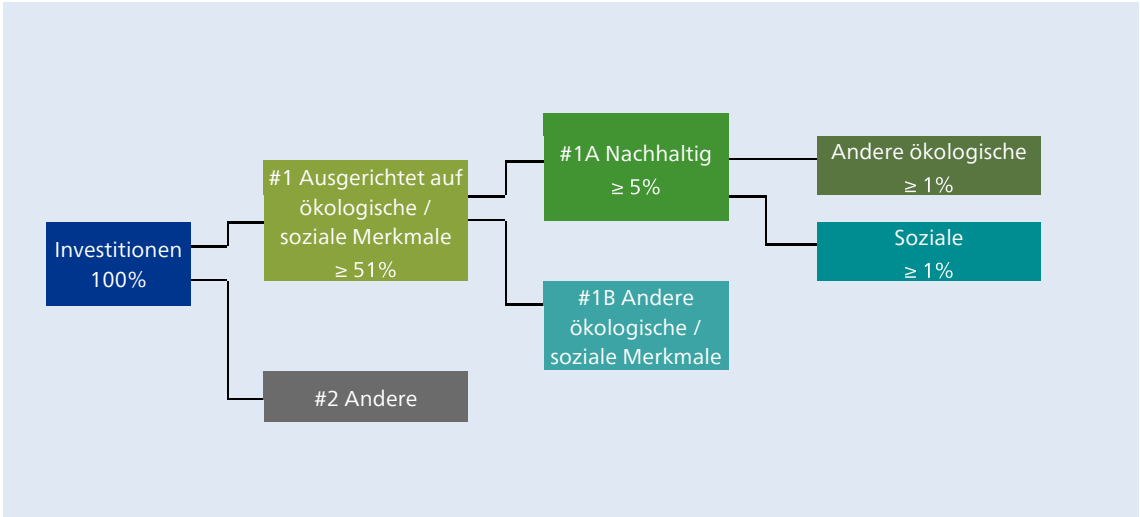 Investitionen
100%
#1 Ausgerichtet auf
ökologische /
soziale Merkmale
≥ 51%
#2 Andere
#1A Nachhaltig
≥ 5%
#1B Andere
ökologische /
soziale Merkmale
Andere ökologische
≥ 1%
Soziale
≥ 1%